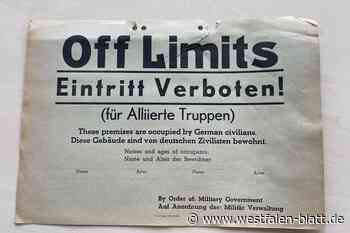 Off Limits
Eintritt Verboten!
(für Alliierte Truppen)
These premises are occupied by German civilians.
Diese Gebäude sind von deutschen Zivilisten bewohnt.
Names and ages of occupants.
Name und Alter der Bewohner
Name Alter Name Alter
By Order of: Military Government
Auf Anordnung der: Militär Verwaltung
www.westfalen-blatt.de